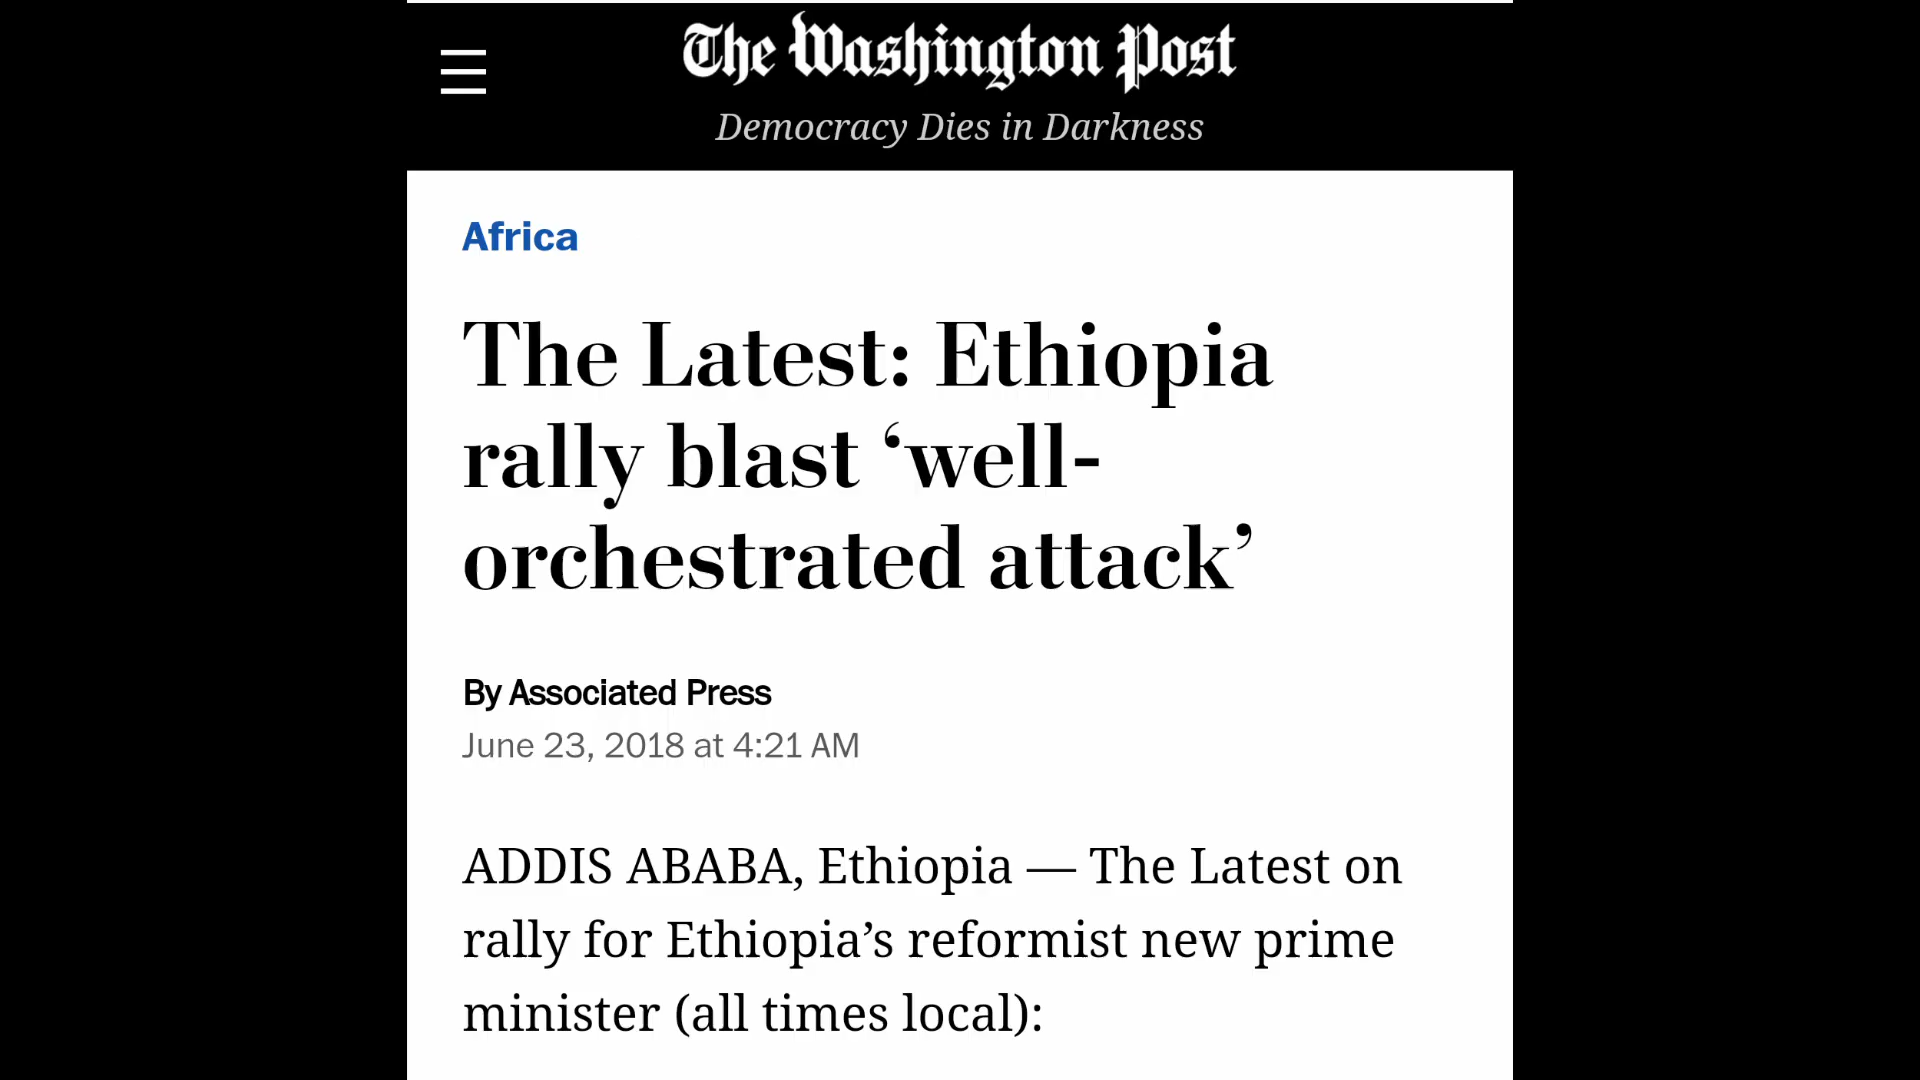 The Washington Post
Democracy Dies in Darkness
Africa
The Latest: Ethiopia
rally blast ‘well-
orchestrated attack’
By Associated Press
June 23, 2018 at 4:21 AM
ADDIS ABABA, Ethiopia — The Latest on
rally for Ethiopia’s reformist new prime
minister (all times local):